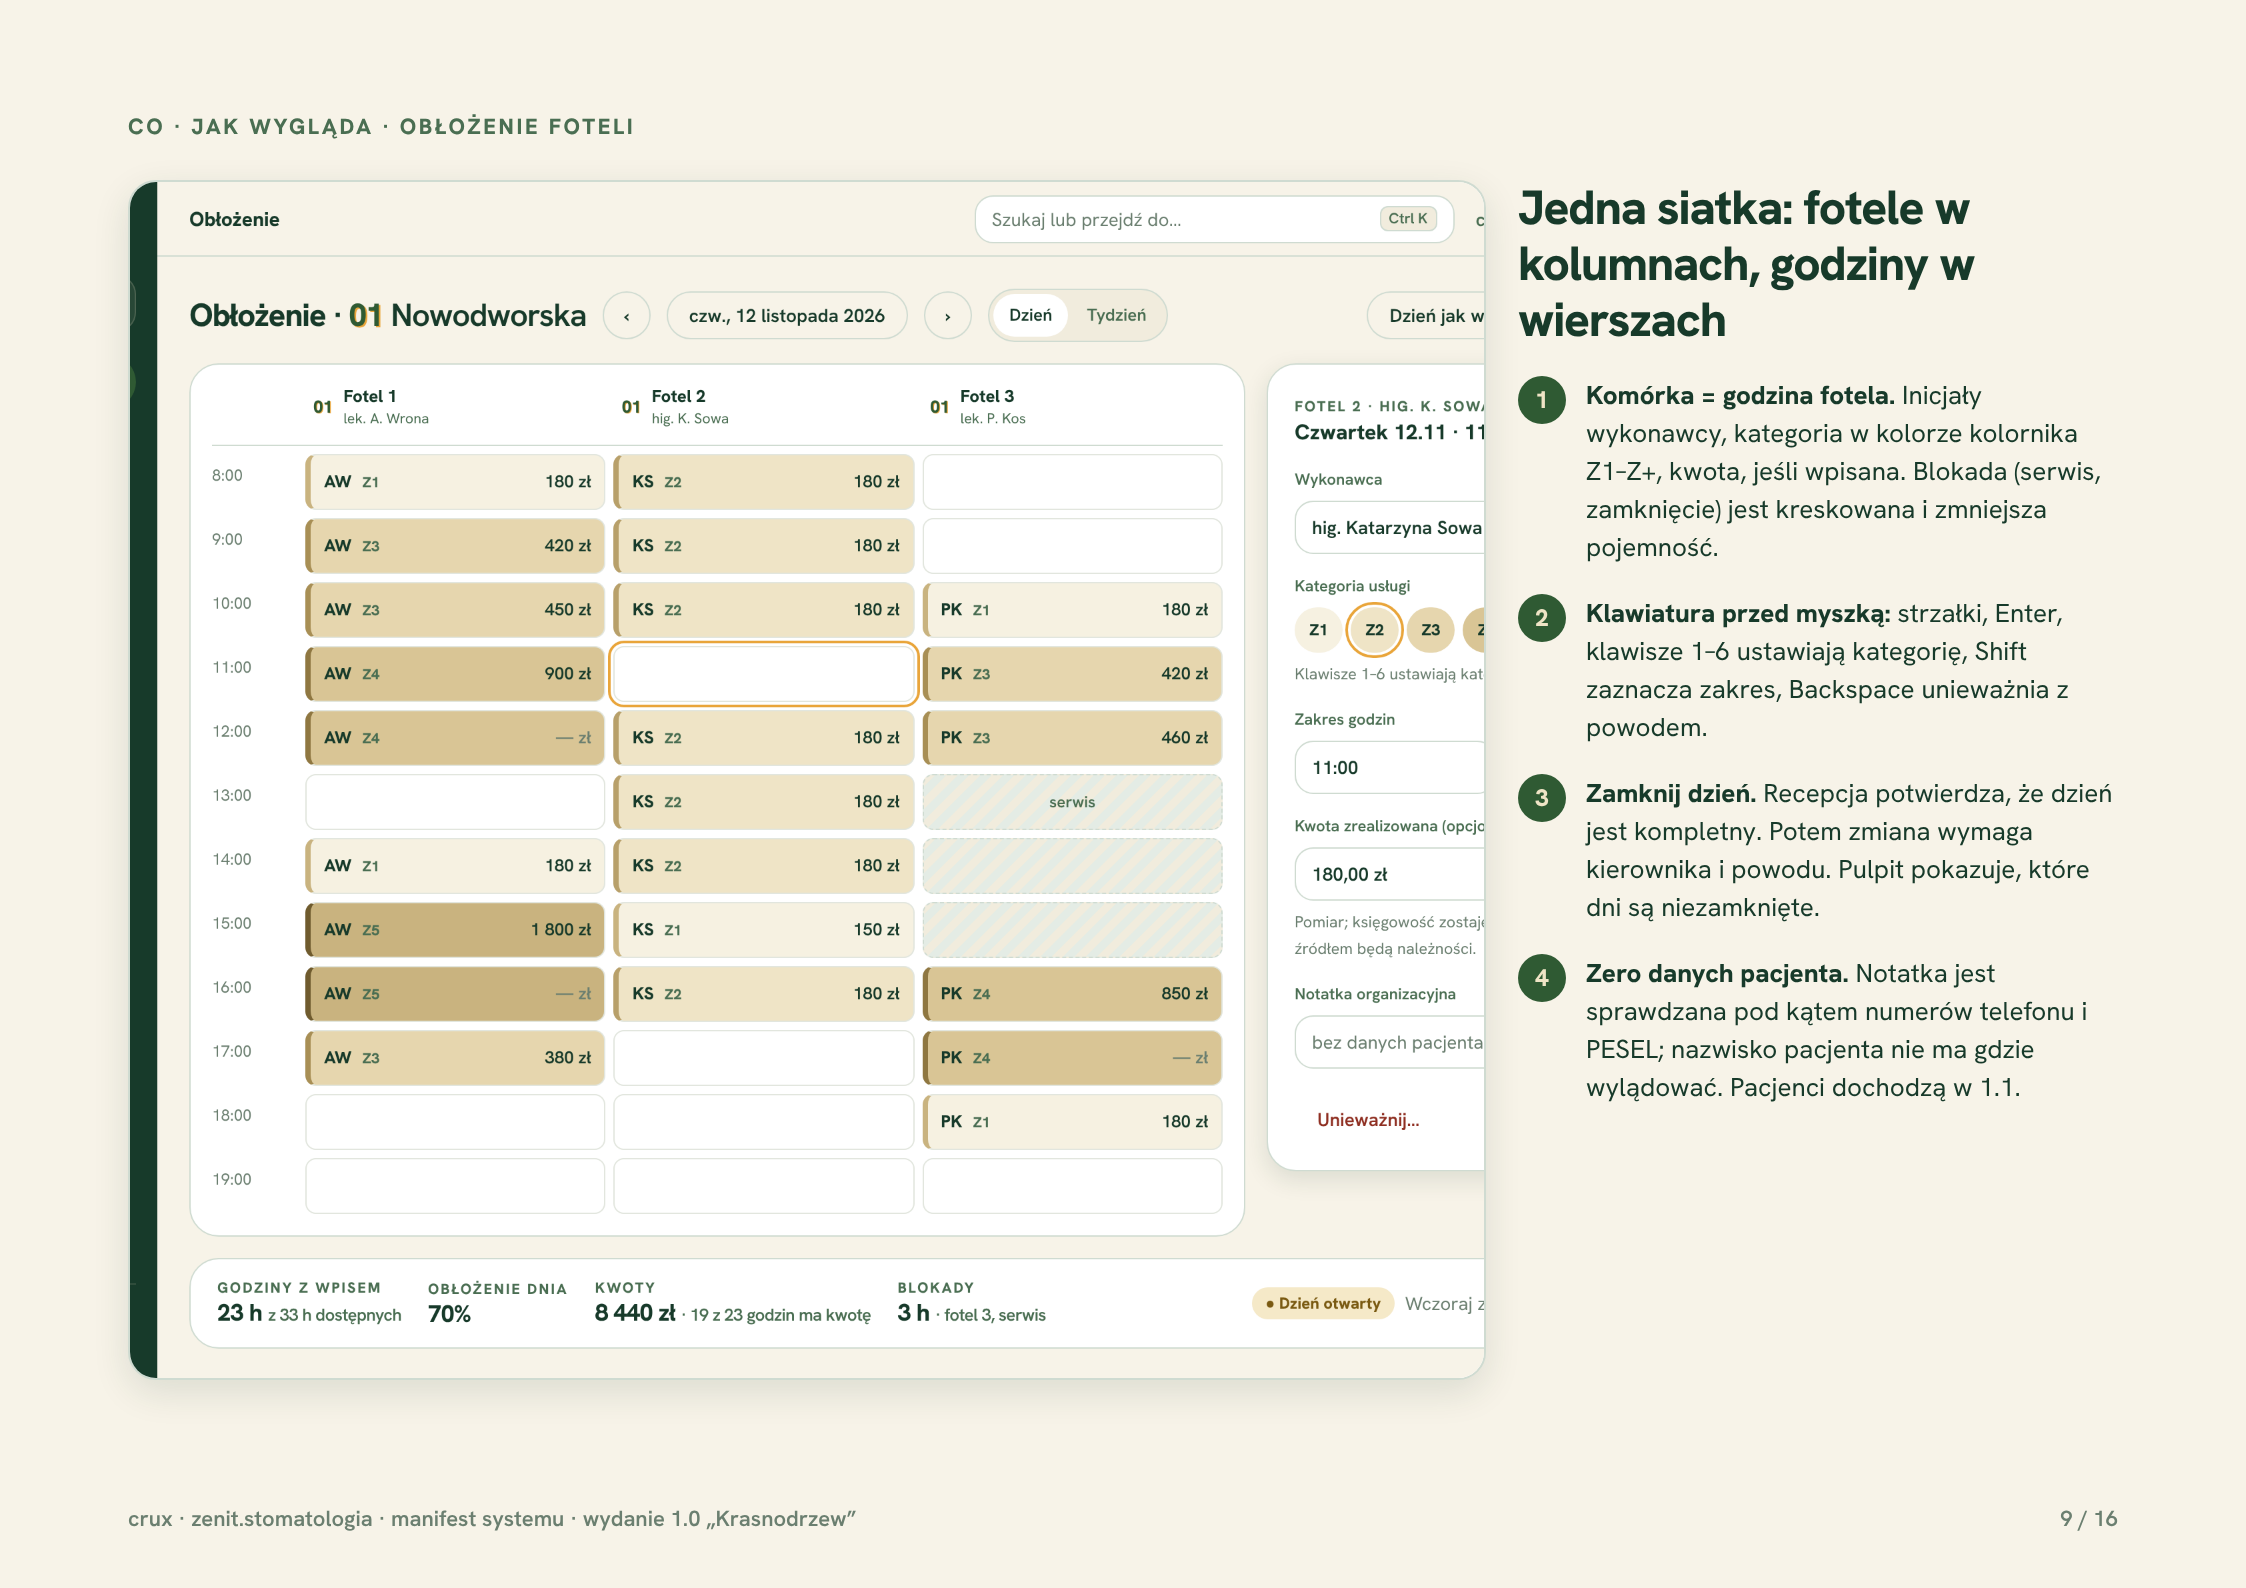 CO · JAK WYGLĄDA · OBŁOŻENIE FOTELI
Obłożenie
Szukaj lub przejdź do...
Ctrl K
Obłożenie · 01 Nowodworska
‹
czw., 12 listopada 2026
›
Dzień
Tydzień
Dzień jak w
01 Fotel 1
lek. A. Wrona
01 Fotel 2
hig. K. Sowa
01 Fotel 3
lek. P. Kos
8:00
AW Z1 180 zł
KS Z2 180 zł
9:00
AW Z3 420 zł
KS Z2 180 zł
10:00
AW Z3 450 zł
KS Z2 180 zł
PK Z1 180 zł
11:00
AW Z4 900 zł
PK Z3 420 zł
12:00
AW Z4 — zł
KS Z2 180 zł
PK Z3 460 zł
13:00
KS Z2 180 zł
serwis
14:00
AW Z1 180 zł
KS Z2 180 zł
15:00
AW Z5 1 800 zł
KS Z1 150 zł
16:00
AW Z5 — zł
KS Z2 180 zł
PK Z4 850 zł
17:00
AW Z3 380 zł
PK Z4 — zł
18:00
PK Z1 180 zł
19:00
FOTEL 2 · HIG. K. SOWA
Czwartek 12.11 · 11
Wykonawca
hig. Katarzyna Sowa
Kategoria usługi
Z1 Z2 Z3
Klawisze 1–6 ustawiają kat
Zakres godzin
11:00
Kwota zrealizowana (opcjo
180,00 zł
Pomiar; księgowość zostaj
źródłem będą należności.
Notatka organizacyjna
bez danych pacjenta
Unieważnij...
GODZINY Z WPISEM
23 h z 33 h dostępnych
OBŁOŻENIE DNIA
70%
KWOTY
8 440 zł · 19 z 23 godzin ma kwotę
BLOKADY
3 h · fotel 3, serwis
• Dzień otwarty
Wczoraj z
Jedna siatka: fotele w
kolumnach, godziny w
wierszach
1
Komórka = godzina fotela. Inicjały
wykonawcy, kategoria w kolorze kolornika
Z1–Z+, kwota, jeśli wpisana. Blokada (serwis,
zamknięcie) jest kreskowana i zmniejsza
pojemność.
2
Klawiatura przed myszką: strzałki, Enter,
klawisze 1–6 ustawiają kategorię, Shift
zaznacza zakres, Backspace unieważnia z
powodem.
3
Zamknij dzień. Recepcja potwierdza, że dzień
jest kompletny. Potem zmiana wymaga
kierownika i powodu. Pulpit pokazuje, które
dni są niezamknięte.
4
Zero danych pacjenta. Notatka jest
sprawdzana pod kątem numerów telefonu i
PESEL; nazwisko pacjenta nie ma gdzie
wylądować. Pacjenci dochodzą w 1.1.
crux · zenit.stomatologia · manifest systemu · wydanie 1.0 „Krasnodrzew”
9 / 16